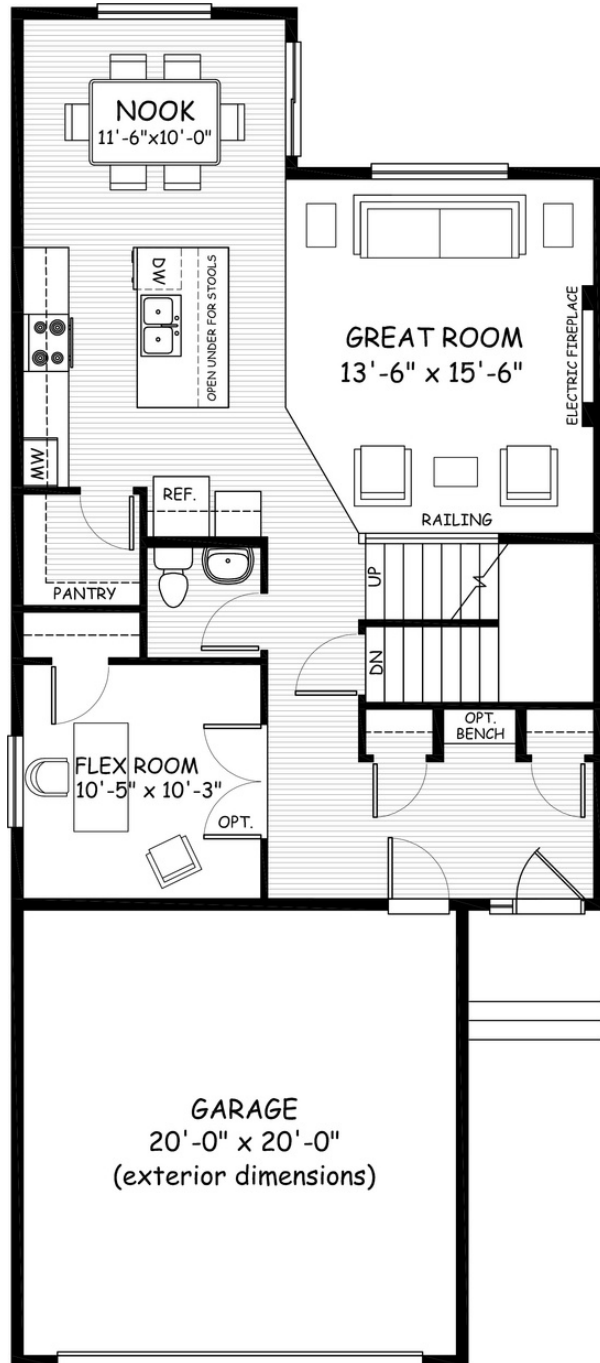 NOOK
11'-6"x10'-0"
DW
OPEN UNDER FOR STOOLS
GREAT ROOM
13'-6" x 15'-6"
ELECTRIC FIREPLACE
MW
REF.
RAILING
PANTRY
UP
DN
OPT.
BENCH
FLEX ROOM
10'-5" x 10'-3"
OPT.
GARAGE
20'-0" x 20'-0"
(exterior dimensions)